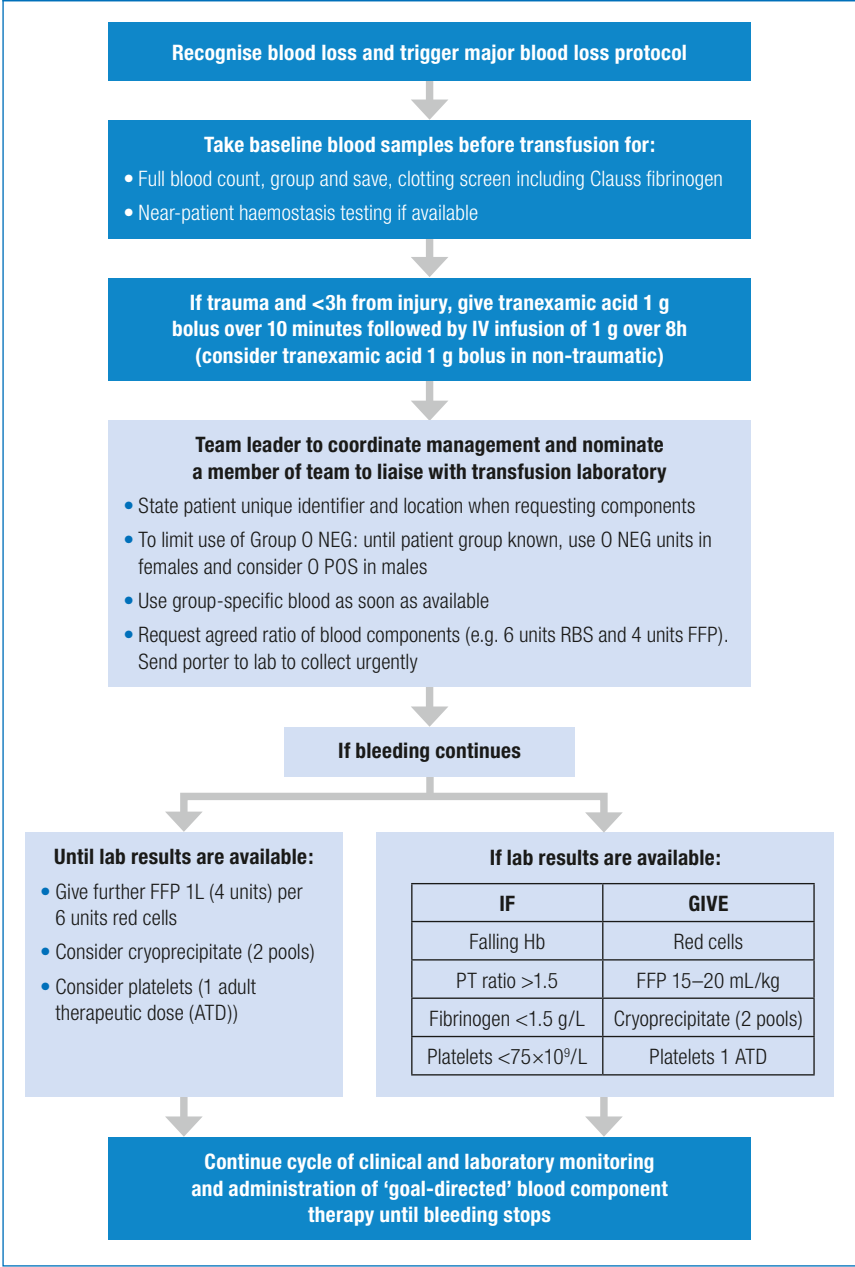 Recognise blood loss and trigger major blood loss protocol
Take baseline blood samples before transfusion for:
• Full blood count, group and save, clotting screen including Clauss fibrinogen
• Near-patient haemostasis testing if available
If trauma and <3h from injury, give tranexamic acid 1 g
bolus over 10 minutes followed by IV infusion of 1 g over 8h
(consider tranexamic acid 1 g bolus in non-traumatic)
Team leader to coordinate management and nominate
a member of team to liaise with transfusion laboratory
• State patient unique identifier and location when requesting components
• To limit use of Group O NEG: until patient group known, use O NEG units in
females and consider O POS in males
• Use group-specific blood as soon as available
• Request agreed ratio of blood components (e.g. 6 units RBS and 4 units FFP).
Send porter to lab to collect urgently
If bleeding continues
Until lab results are available:
• Give further FFP 1L (4 units) per
6 units red cells
• Consider cryoprecipitate (2 pools)
• Consider platelets (1 adult
therapeutic dose (ATD))
If lab results are available:
IF GIVE
Falling Hb Red cells
PT ratio >1.5 FFP 15–20 mL/kg
Fibrinogen <1.5 g/L Cryoprecipitate (2 pools)
Platelets <75×10⁹/L Platelets 1 ATD
Continue cycle of clinical and laboratory monitoring
and administration of ‘goal-directed’ blood component
therapy until bleeding stops